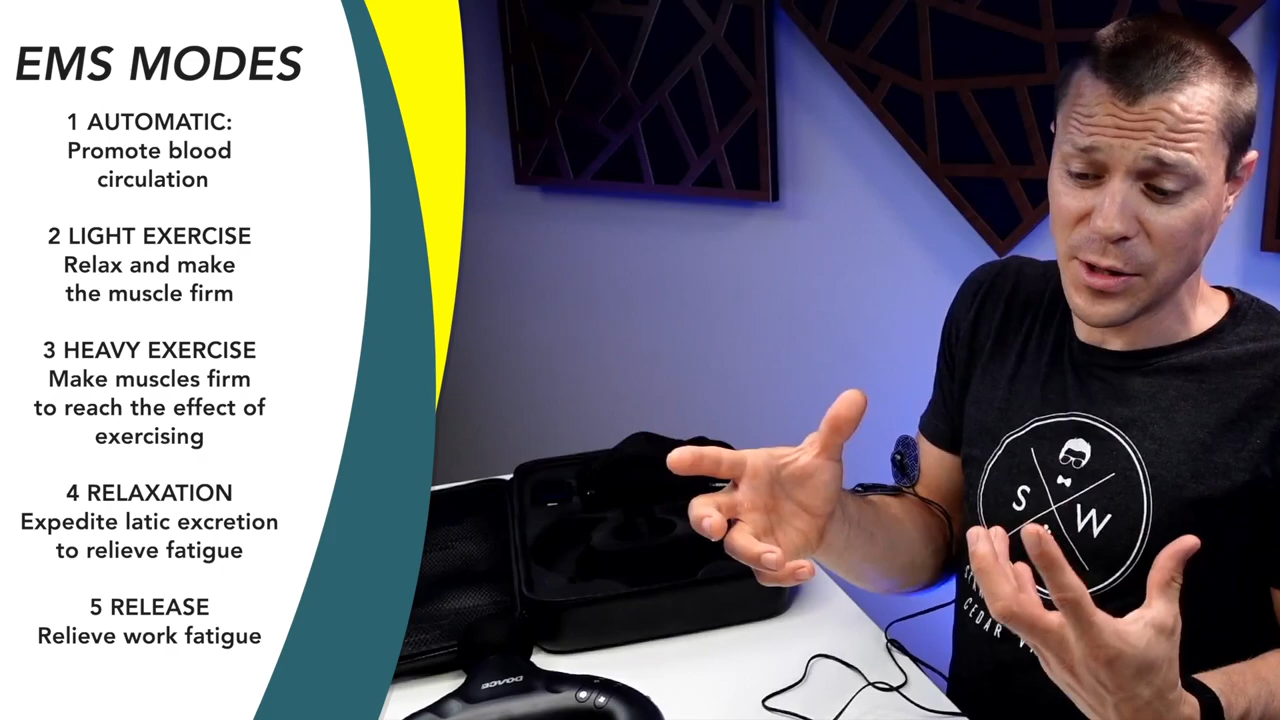 EMS MODES
1 AUTOMATIC:
Promote blood
circulation
2 LIGHT EXERCISE
Relax and make
the muscle firm
3 HEAVY EXERCISE
Make muscles firm
to reach the effect of
exercising
4 RELAXATION
Expedite latic excretion
to relieve fatigue
5 RELEASE
Relieve work fatigue
S W
CEDAR
DOACE